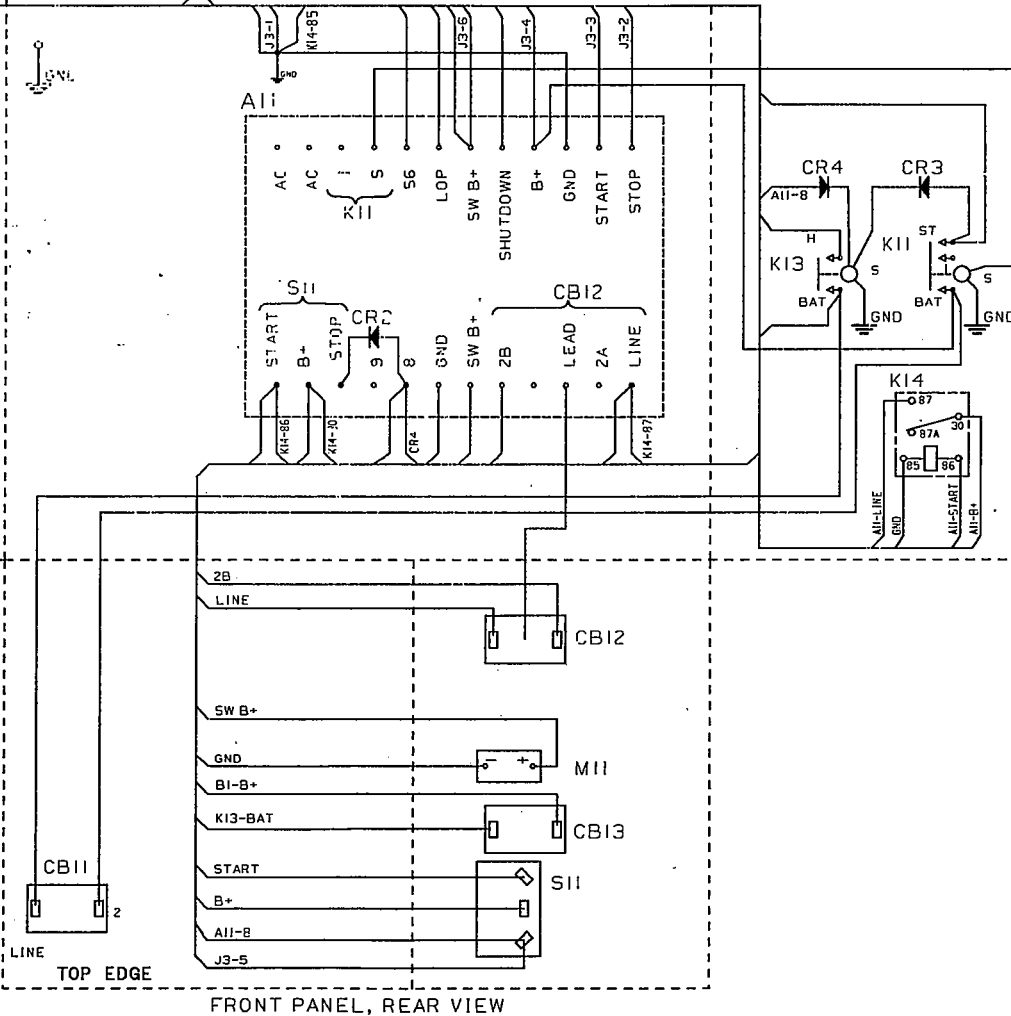 J3-1
K14-85
J3-6
J3-4
J3-3
J3-2
GND
A11
AC
AC
I
S
S6
LOP
SW B+
SHUTDOWN
B+
GND
START
STOP
K11
S11
CB12
START
B+
STOP
CR2
9
8
GND
SW B+
2B
LEAD
2A
LINE
K14-86
K14-30
CR4
K14-87
CR4
CR3
A11-8
H
K13
S
BAT
GND
ST
K11
S
BAT
GND
K14
87
87A
30
85
86
A11-LINE
GND
A11-START
A11-B+
2B
LINE
CB12
SW B+
GND
- +
M11
B1-B+
K13-BAT
CB13
START
S11
B+
A11-8
J3-5
CB11
2
LINE
TOP EDGE
FRONT PANEL, REAR VIEW